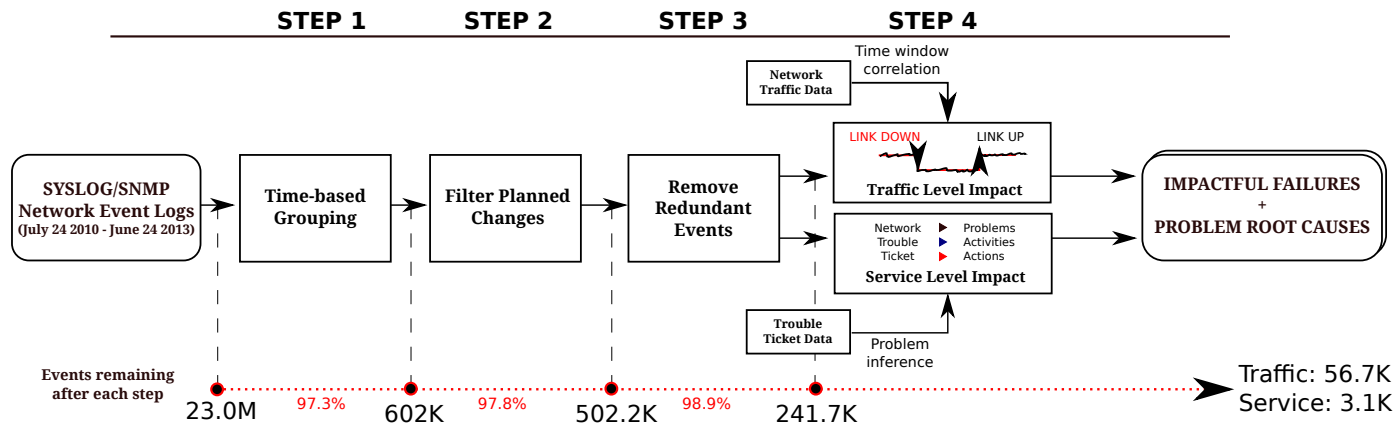 STEP 1
STEP 2
STEP 3
STEP 4
Time window
correlation
Network
Traffic Data
SYSLOG/SNMP
Network Event Logs
(July 24 2010 - June 24 2013)
Time-based
Grouping
Filter Planned
Changes
Remove
Redundant
Events
LINK DOWN
LINK UP
Traffic Level Impact
Network Problems
Trouble Activities
Ticket Actions
Service Level Impact
IMPACTFUL FAILURES
+
PROBLEM ROOT CAUSES
Trouble
Ticket Data
Problem
inference
Events remaining
after each step
23.0M
97.3%
602K
97.8%
502.2K
98.9%
241.7K
Traffic: 56.7K
Service: 3.1K